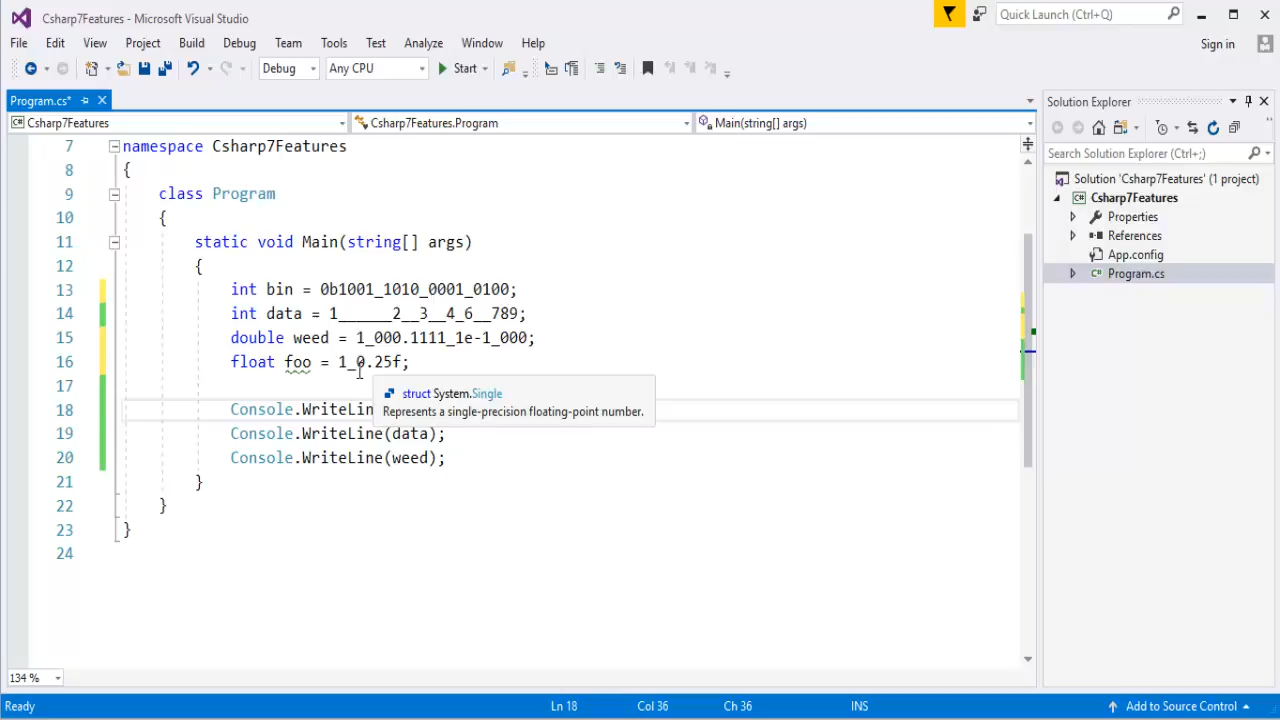 Csharp7Features - Microsoft Visual Studio
Quick Launch (Ctrl+Q)
File Edit View Project Build Debug Team Tools Test Analyze Window Help
Sign in
Debug Any CPU Start
Program.cs*
Solution Explorer
Csharp7Features Csharp7Features.Program Main(string[] args)
Search Solution Explorer (Ctrl+;)
Solution 'Csharp7Features' (1 project)
Csharp7Features
Properties
References
App.config
Program.cs
7 namespace Csharp7Features
8 {
9 class Program
10 {
11 static void Main(string[] args)
12 {
13 int bin = 0b1001_1010_0001_0100;
14 int data = 1______2__3__4_6__789;
15 double weed = 1_000.1111_1e-1_000;
16 float foo = 1_0.25f;
17
struct System.Single
Represents a single-precision floating-point number.
18 Console.WriteLin
19 Console.WriteLine(data);
20 Console.WriteLine(weed);
21 }
22 }
23 }
24
134 %
Ready Ln 18 Col 36 Ch 36 INS Add to Source Control